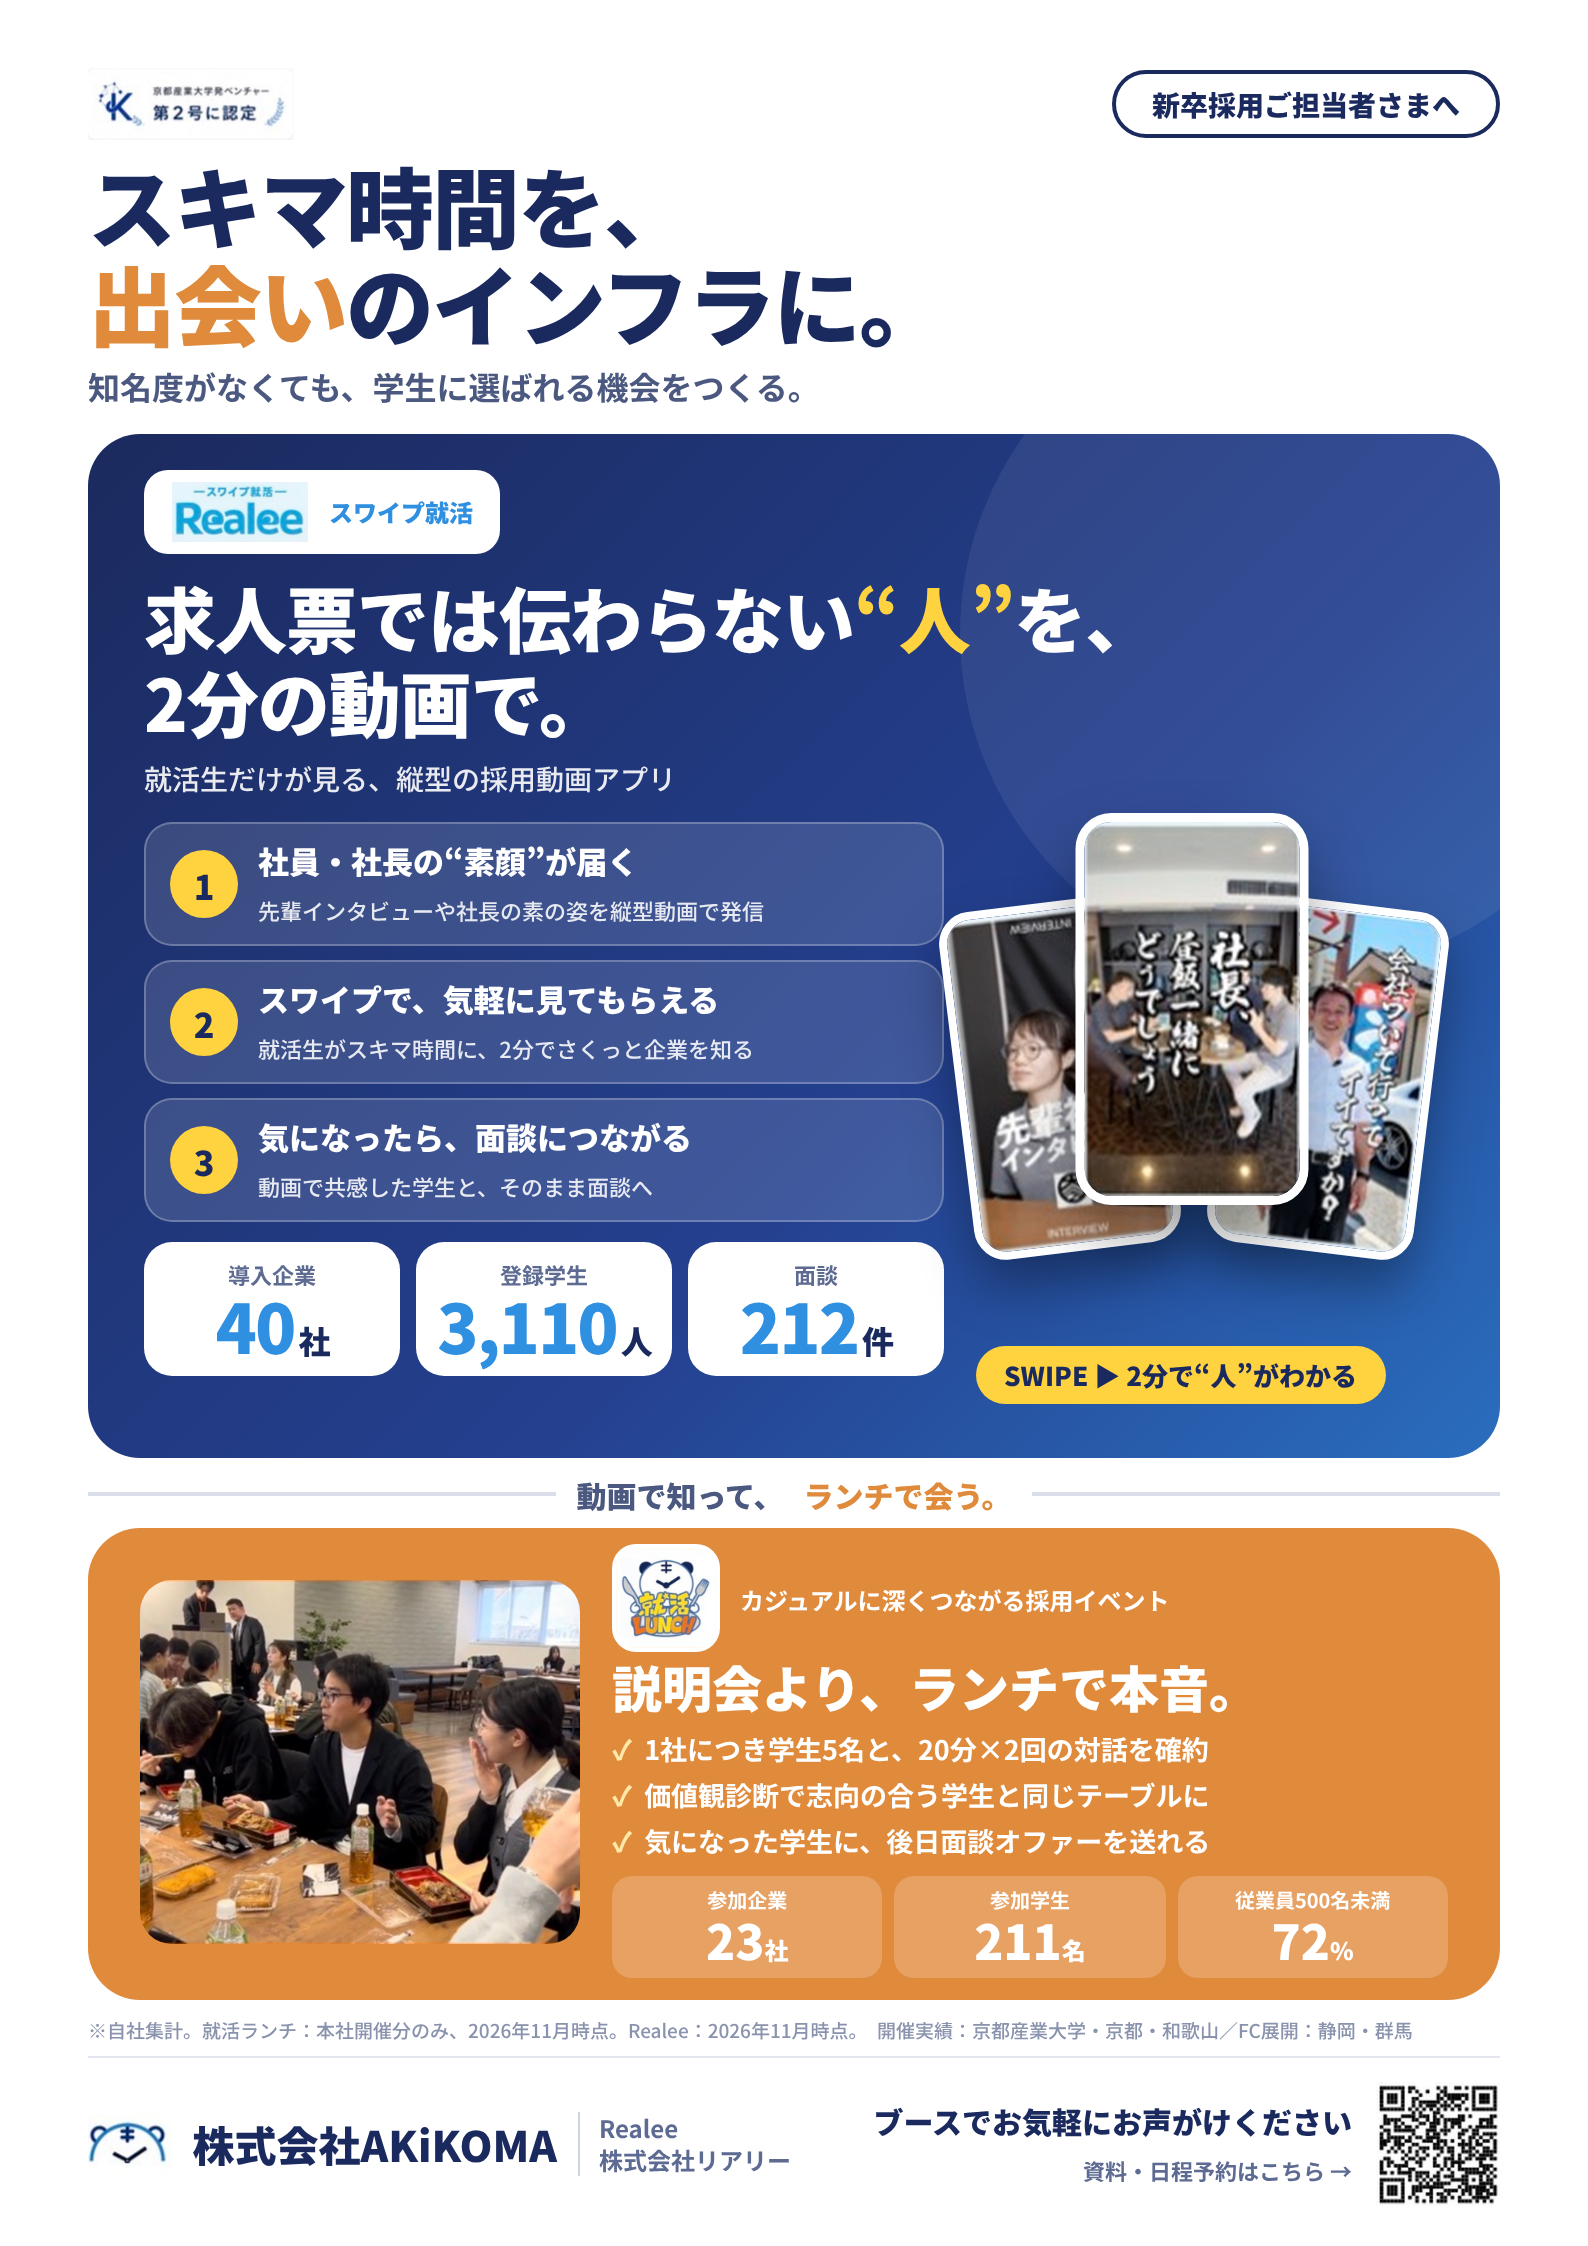 京都産業大学発ベンチャー
第2号に認定
新卒採用ご担当者さまへ
スキマ時間を、
出会いのインフラに。
知名度がなくても、学生に選ばれる機会をつくる。
ースワイプ就活ー
Realee
スワイプ就活
求人票では伝わらない“人”を、
2分の動画で。
就活生だけが見る、縦型の採用動画アプリ
1
社員・社長の“素顔”が届く
先輩インタビューや社長の素の姿を縦型動画で発信
2
スワイプで、気軽に見てもらえる
就活生がスキマ時間に、2分でさくっと企業を知る
3
気になったら、面談につながる
動画で共感した学生と、そのまま面談へ
INTERVIEW
先輩
インタ
INTERVIEW
社長、
昼飯一緒に
どうでしょう
会社ついて行って
イイですか?
導入企業
40社
登録学生
3,110人
面談
212件
SWIPE ▶ 2分で“人”がわかる
動画で知って、 ランチで会う。
就活
LUNCH
カジュアルに深くつながる採用イベント
説明会より、ランチで本音。
✓ 1社につき学生5名と、20分×2回の対話を確約
✓ 価値観診断で志向の合う学生と同じテーブルに
✓ 気になった学生に、後日面談オファーを送れる
参加企業
23社
参加学生
211名
従業員500名未満
72%
※自社集計。就活ランチ：本社開催分のみ、2026年11月時点。Realee：2026年11月時点。 開催実績：京都産業大学・京都・和歌山／FC展開：静岡・群馬
株式会社AKiKOMA
Realee
株式会社リアリー
ブースでお気軽にお声がけください
資料・日程予約はこちら→